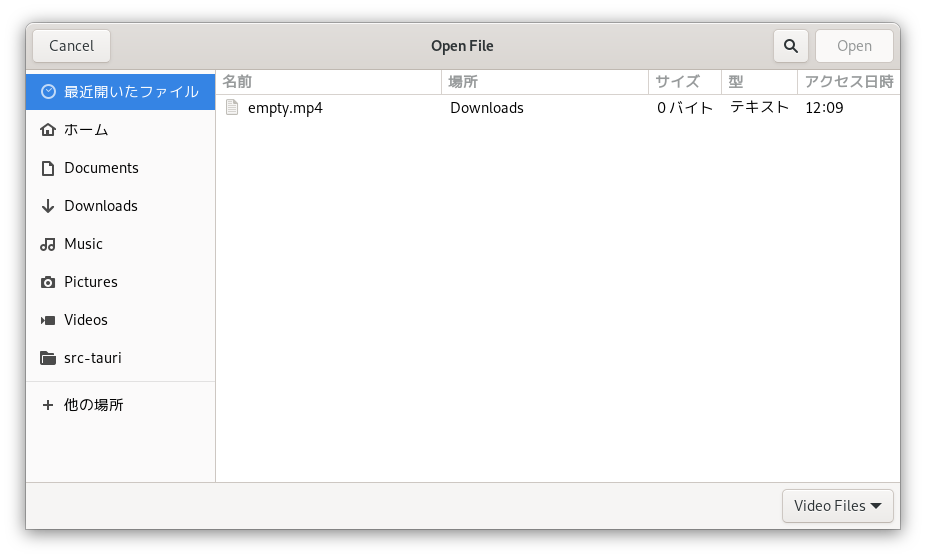 Cancel
Open File
Open
最近開いたファイル
ホーム
Documents
Downloads
Music
Pictures
Videos
src-tauri
他の場所
名前 場所 サイズ 型 アクセス日時
empty.mp4 Downloads 0 バイト テキスト 12:09
Video Files